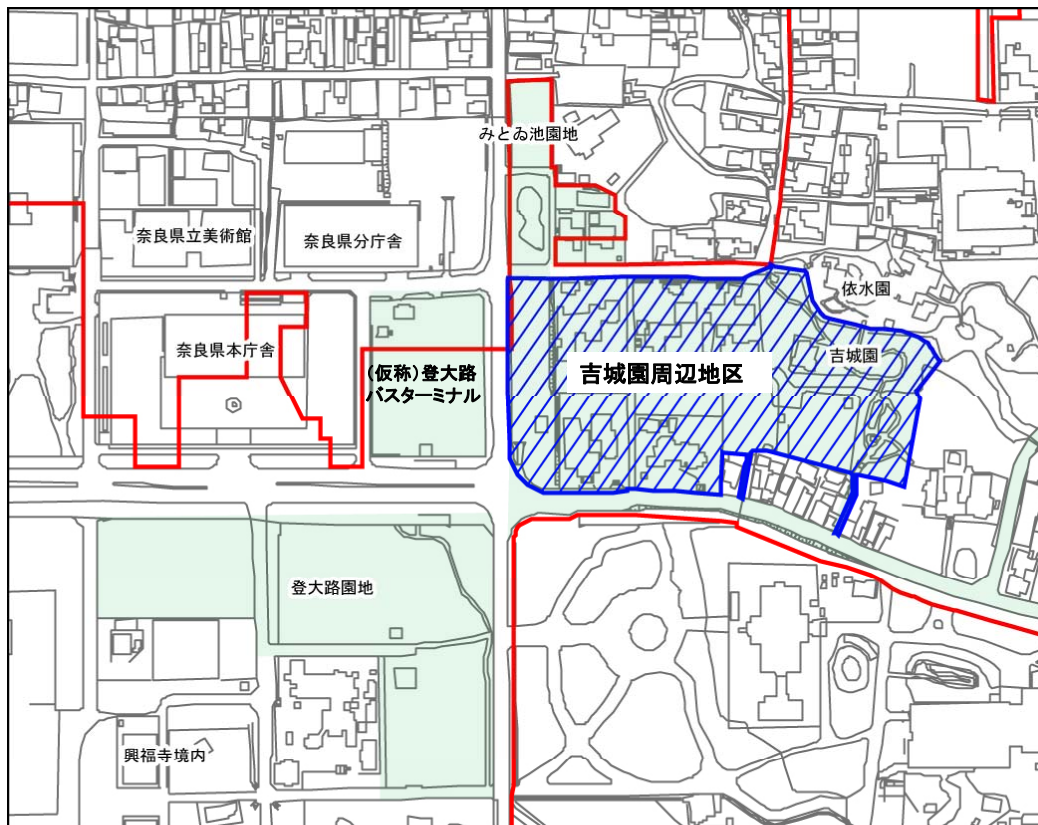 みとゐ池園地
奈良県立美術館
奈良県分庁舎
依水園
奈良県本庁舎
吉城園
(仮称)登大路
バスターミナル
吉城園周辺地区
登大路園地
興福寺境内